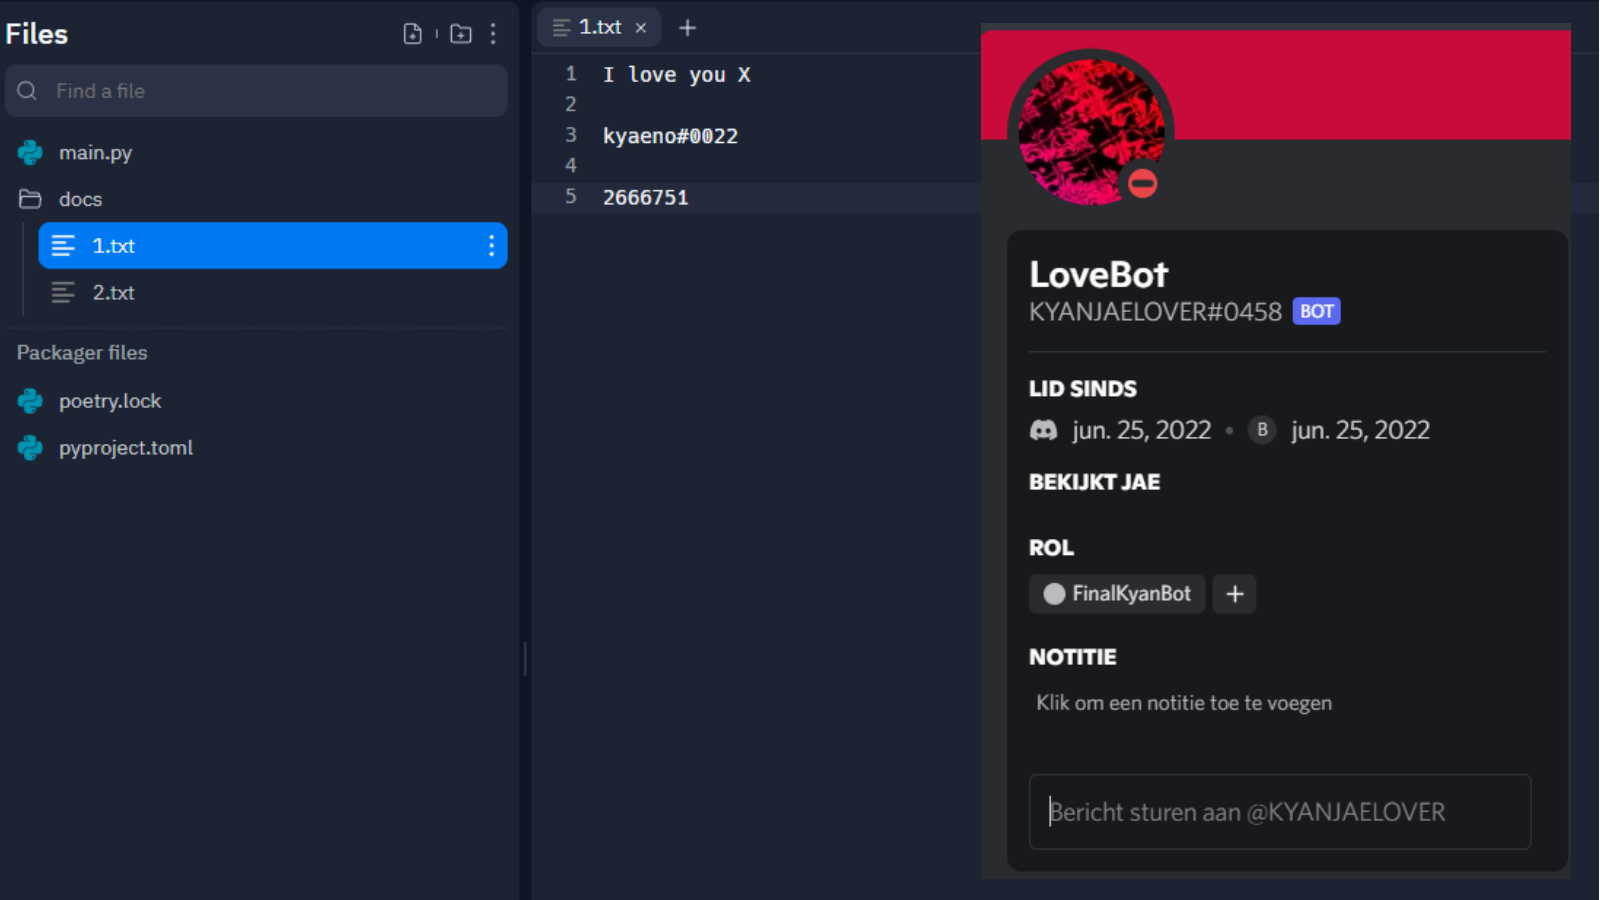 Files
Find a file
main.py
docs
1.txt
2.txt
Packager files
poetry.lock
pyproject.toml
1.txt
1 I love you X
2
3 kyaeno#0022
4
5 2666751
LoveBot
KYANJAELOVER#0458 BOT
LID SINDS
jun. 25, 2022 • B jun. 25, 2022
BEKIJKT JAE
ROL
FinalKyanBot +
NOTITIE
Klik om een notitie toe te voegen
Bericht sturen aan @KYANJAELOVER